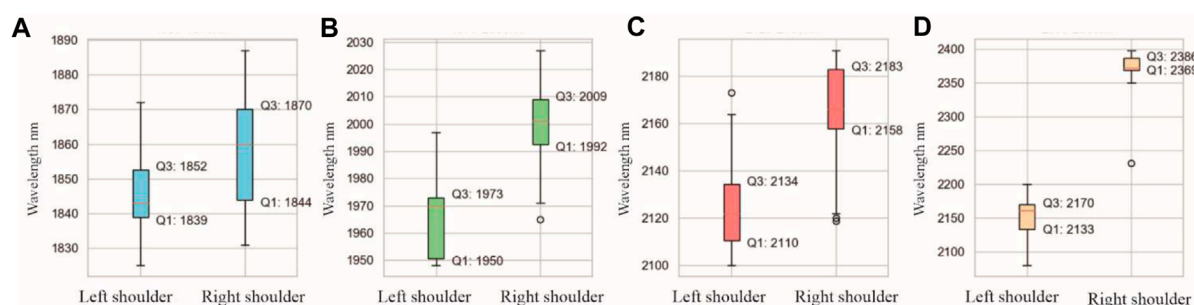 A
Wavelength nm
1890
1880
1870
1860
1850
1840
1830
Q3: 1852
Q1: 1839
Q3: 1870
Q1: 1844
Left shoulder
Right shoulder
B
Wavelength nm
2030
2020
2010
2000
1990
1980
1970
1960
1950
Q3: 1973
Q1: 1950
Q3: 2009
Q1: 1992
Left shoulder
Right shoulder
C
Wavelength nm
2180
2160
2140
2120
2100
Q3: 2134
Q1: 2110
Q3: 2183
Q1: 2158
Left shoulder
Right shoulder
D
Wavelength nm
2400
2350
2300
2250
2200
2150
2100
Q3: 2170
Q1: 2133
Q3: 2386
Q1: 2369
Left shoulder
Right shoulder